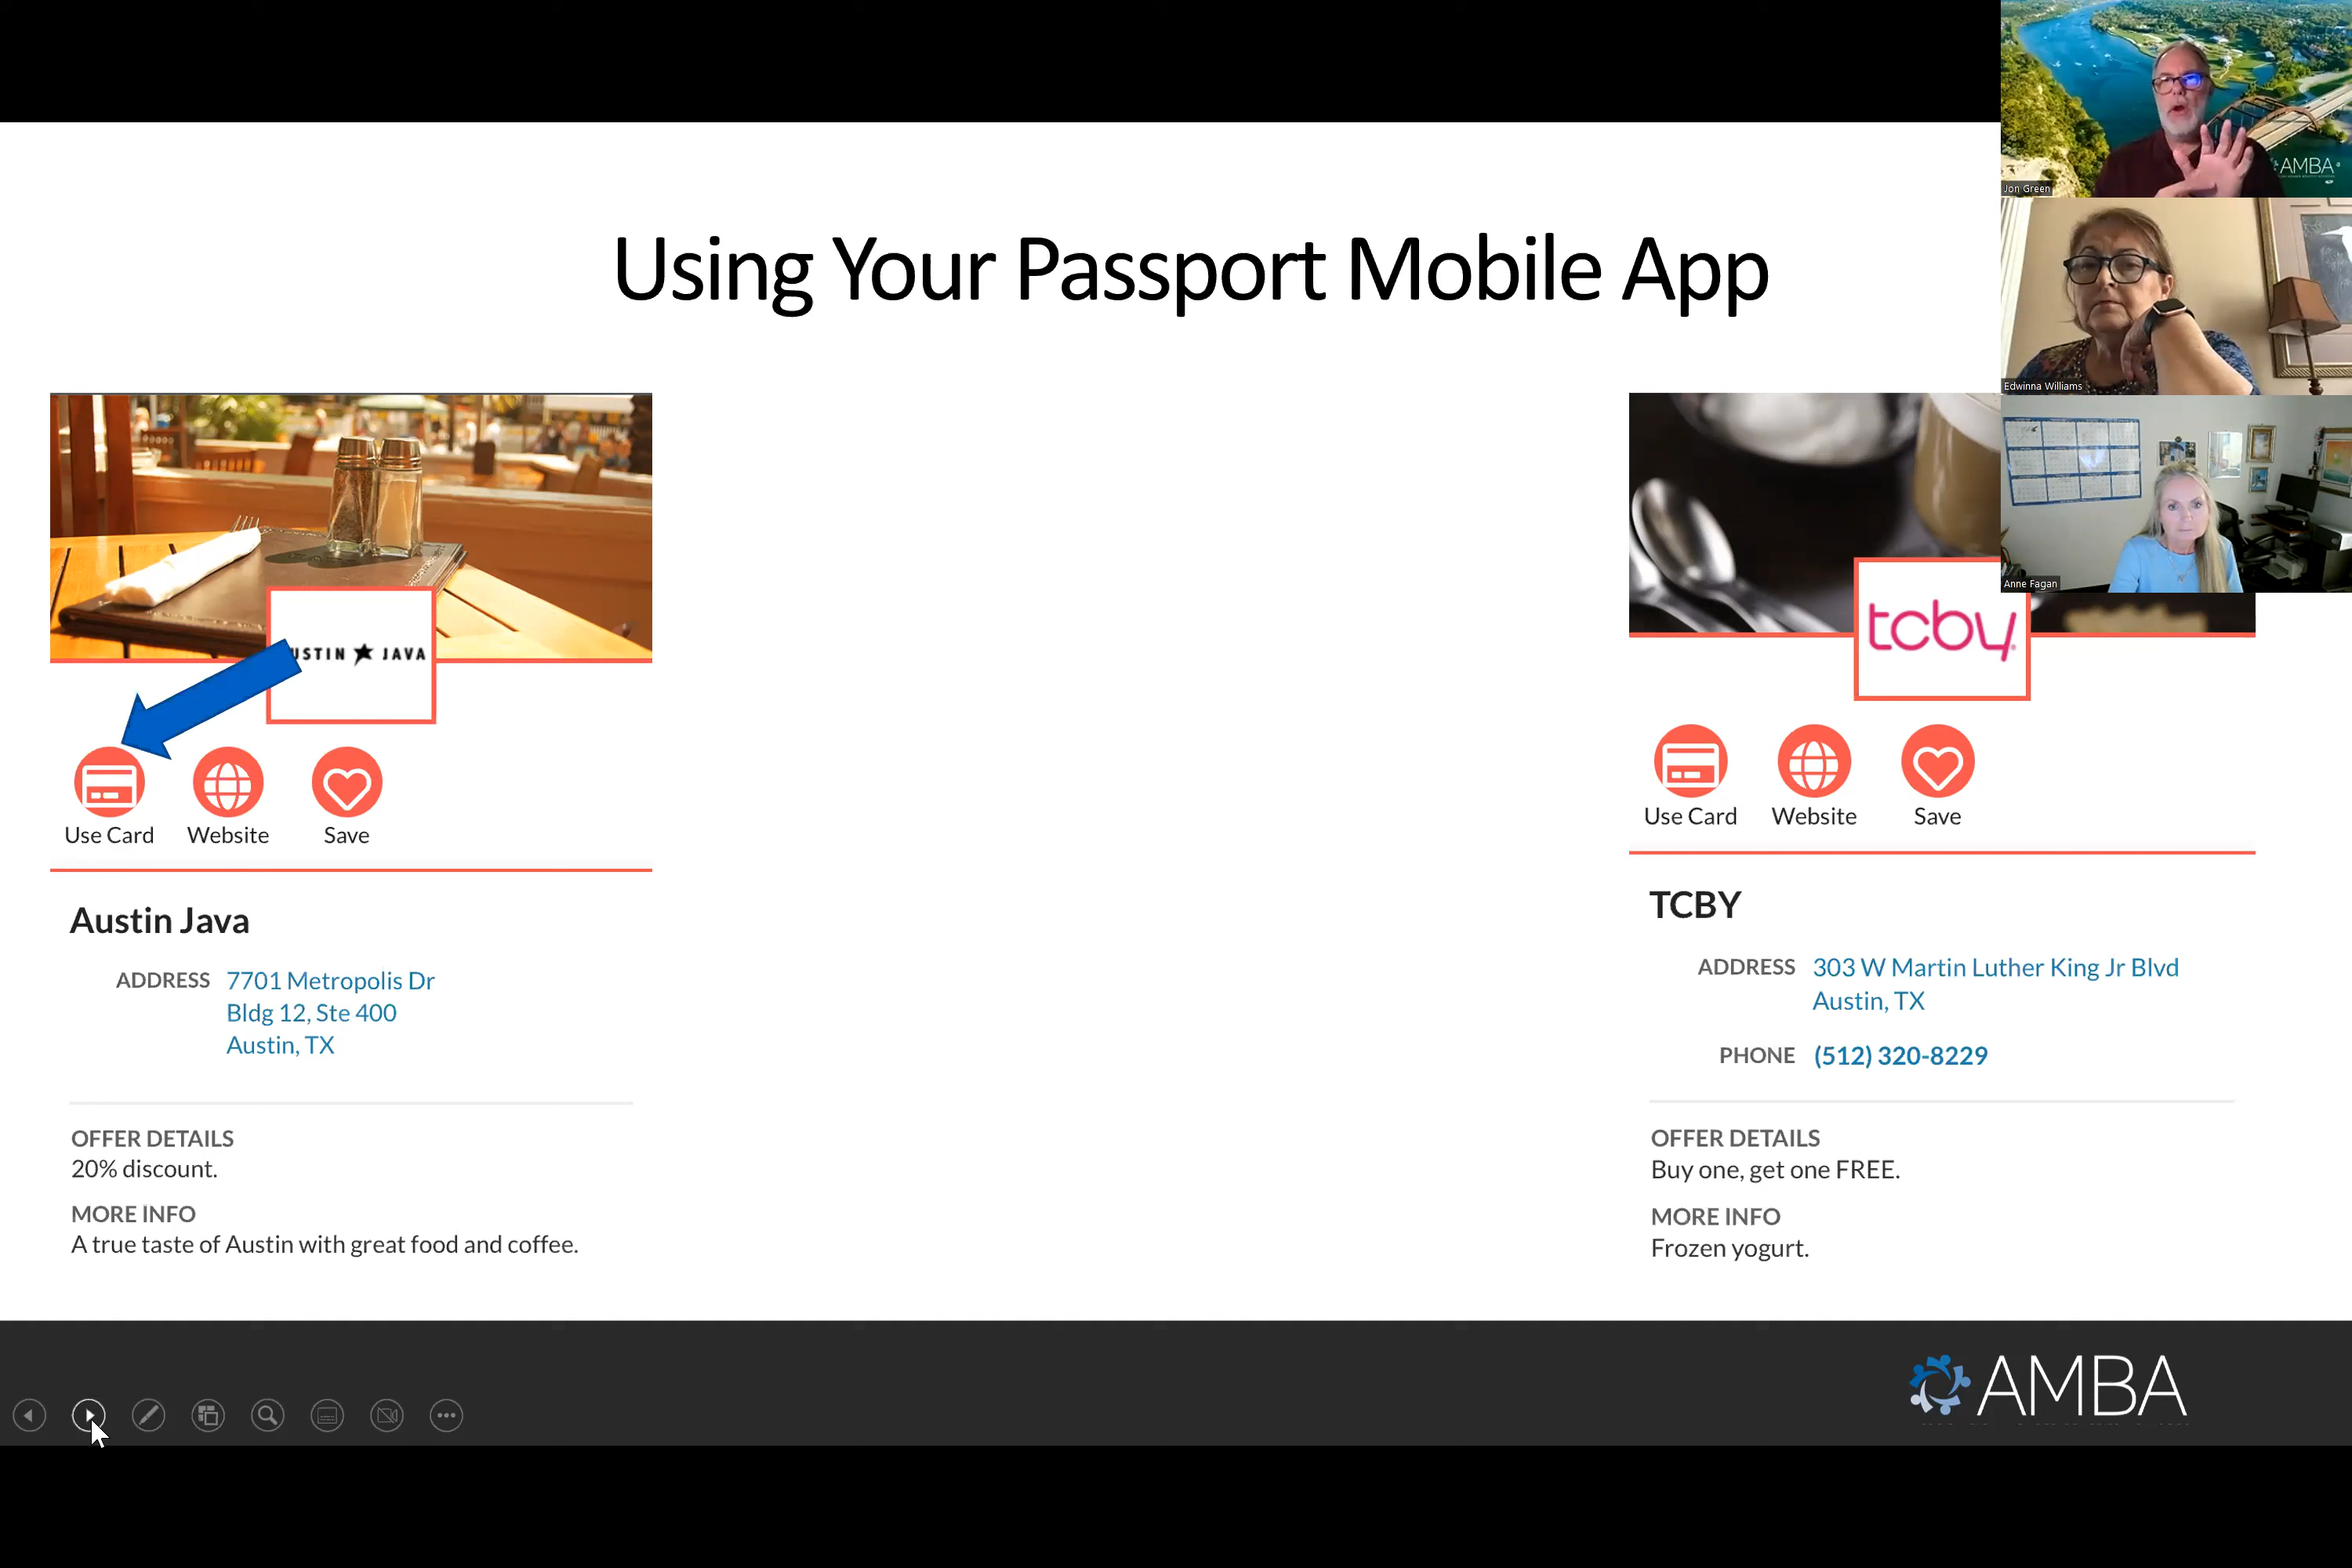 Using Your Passport Mobile App
AMBA
Jon Green
Edwinna Williams
Anne Fagan
USTIN ★ JAVA
Use Card
Website
Save
Austin Java
ADDRESS 7701 Metropolis Dr
Bldg 12, Ste 400
Austin, TX
OFFER DETAILS
20% discount.
MORE INFO
A true taste of Austin with great food and coffee.
tcby
Use Card
Website
Save
TCBY
ADDRESS 303 W Martin Luther King Jr Blvd
Austin, TX
PHONE (512) 320-8229
OFFER DETAILS
Buy one, get one FREE.
MORE INFO
Frozen yogurt.
AMBA